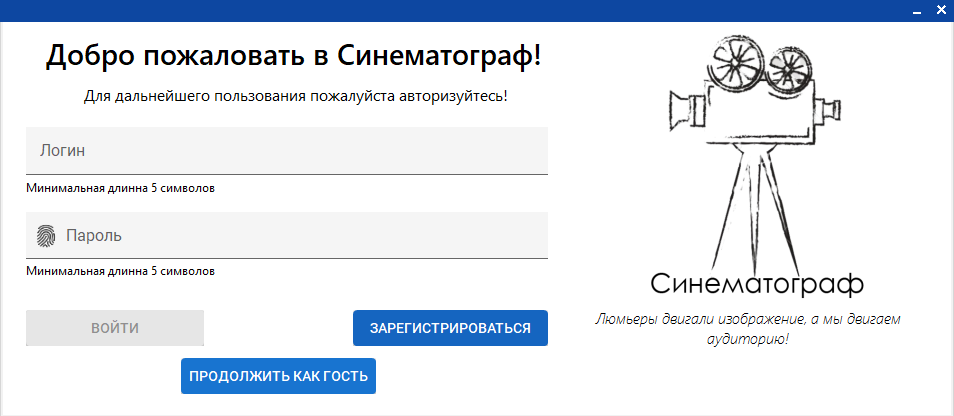 Добро пожаловать в Синематограф!
Для дальнейшего пользования пожалуйста авторизуйтесь!
Логин
Минимальная длинна 5 символов
Пароль
Минимальная длинна 5 символов
ВОЙТИ
ЗАРЕГИСТРИРОВАТЬСЯ
ПРОДОЛЖИТЬ КАК ГОСТЬ
Синематограф
Люмьеры двигали изображение, а мы двигаем
аудиторию!